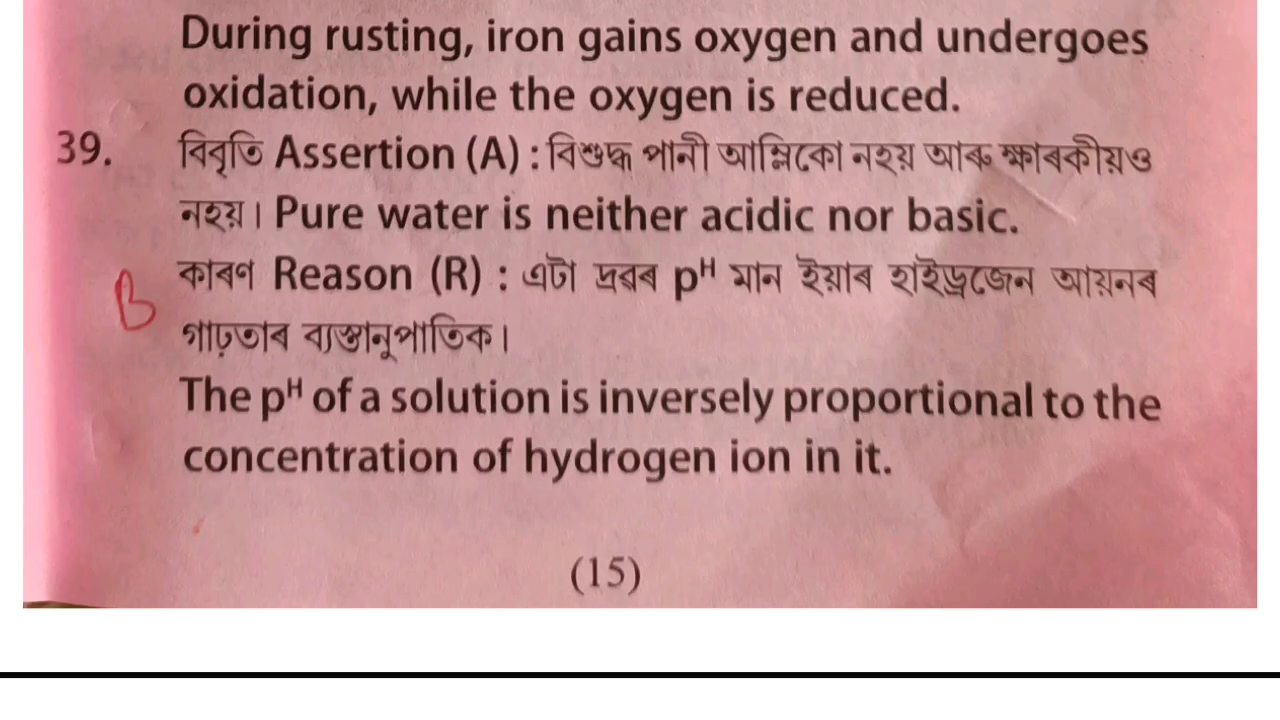 During rusting, iron gains oxygen and undergoes
oxidation, while the oxygen is reduced.
39. বিবৃতি Assertion (A) : বিশুদ্ধ পানী আম্লিকো নহয় আৰু ক্ষাৰকীয়ও
নহয়। Pure water is neither acidic nor basic.
কাৰণ Reason (R) : এটা দ্ৰৱৰ pᴴ মান ইয়াৰ হাইড্ৰজেন আয়নৰ
B
গাঢ়তাৰ ব্যস্তানুপাতিক।
The pᴴ of a solution is inversely proportional to the
concentration of hydrogen ion in it.
(15)